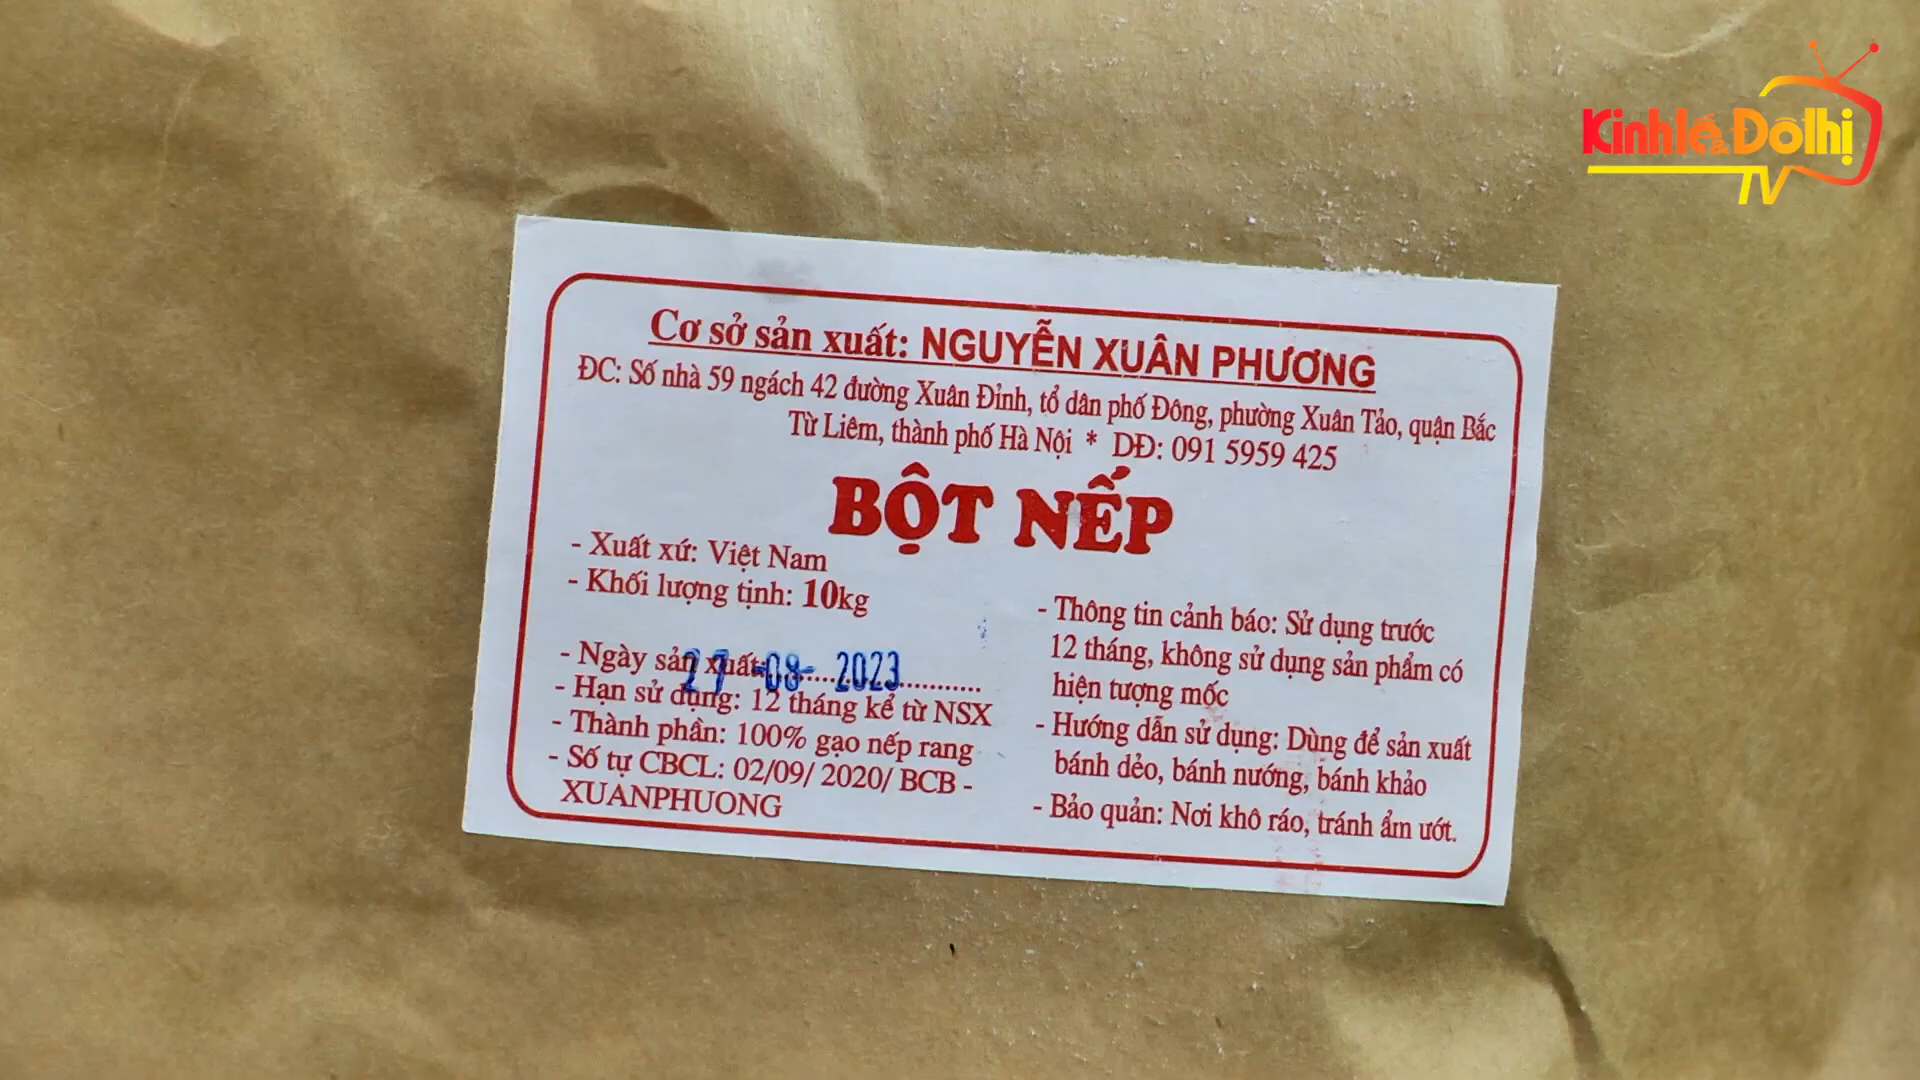 Kinh tế & Đô thị
TV
Cơ sở sản xuất: NGUYỄN XUÂN PHƯƠNG
ĐC: Số nhà 59 ngách 42 đường Xuân Đỉnh, tổ dân phố Đông, phường Xuân Tảo, quận Bắc
Từ Liêm, thành phố Hà Nội * DĐ: 091 5959 425
BỘT NẾP
- Xuất xứ: Việt Nam
- Khối lượng tịnh: 10kg
- Ngày sản xuất: 27-08-2023
- Hạn sử dụng: 12 tháng kể từ NSX
- Thành phần: 100% gạo nếp rang
- Số tự CBCL: 02/09/ 2020/ BCB -
XUANPHUONG
- Thông tin cảnh báo: Sử dụng trước
12 tháng, không sử dụng sản phẩm có
hiện tượng mốc
- Hướng dẫn sử dụng: Dùng để sản xuất
bánh dẻo, bánh nướng, bánh khảo
- Bảo quản: Nơi khô ráo, tránh ẩm ướt.